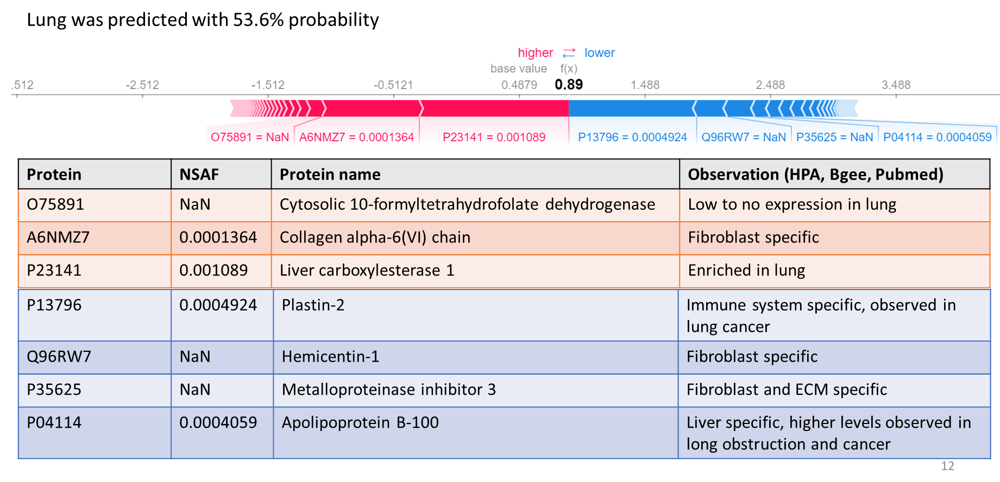 Lung was predicted with 53.6% probability
higher ⇄ lower
base value f(x)
.512 -2.512 -1.512 -0.5121 0.4879 0.89 1.488 2.488 3.488
O75891 = NaN A6NMZ7 = 0.0001364 P23141 = 0.001089 P13796 = 0.0004924 Q96RW7 = NaN P35625 = NaN P04114 = 0.0004059
Protein NSAF Protein name Observation (HPA, Bgee, Pubmed)
O75891 NaN Cytosolic 10-formyltetrahydrofolate dehydrogenase Low to no expression in lung
A6NMZ7 0.0001364 Collagen alpha-6(VI) chain Fibroblast specific
P23141 0.001089 Liver carboxylesterase 1 Enriched in lung
P13796 0.0004924 Plastin-2 Immune system specific, observed in
lung cancer
Q96RW7 NaN Hemicentin-1 Fibroblast specific
P35625 NaN Metalloproteinase inhibitor 3 Fibroblast and ECM specific
P04114 0.0004059 Apolipoprotein B-100 Liver specific, higher levels observed in
long obstruction and cancer
12